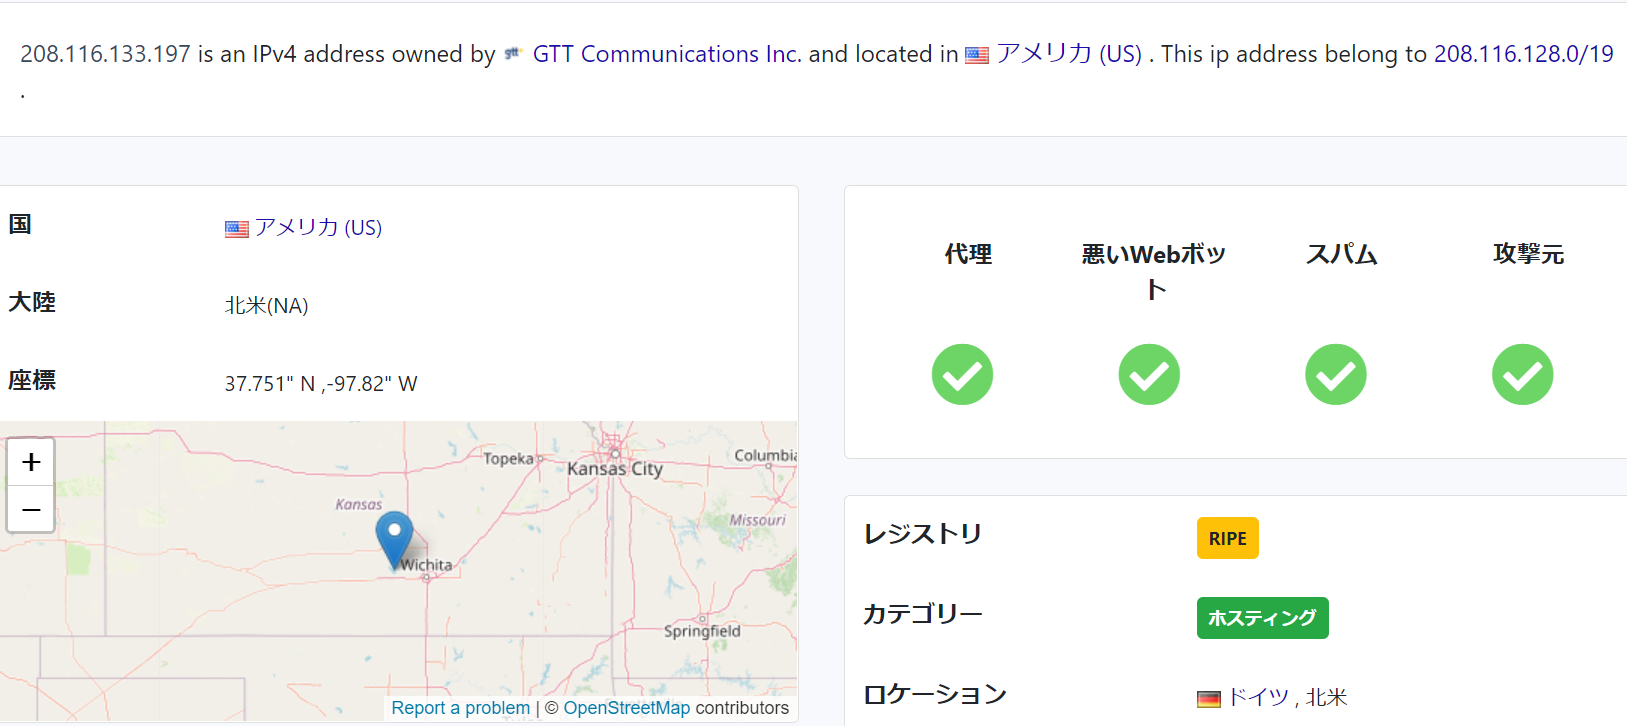 208.116.133.197 is an IPv4 address owned by gtt GTT Communications Inc. and located in アメリカ (US) . This ip address belong to 208.116.128.0/19
.
国 アメリカ (US)
大陸 北米(NA)
座標 37.751" N ,-97.82" W
+
−
Topeka
Kansas City
Columbia
Kansas
Missouri
Wichita
Springfield
Report a problem | © OpenStreetMap contributors
代理
悪いWebボッ
ト
スパム
攻撃元
レジストリ RIPE
カテゴリー ホスティング
ロケーション ドイツ , 北米